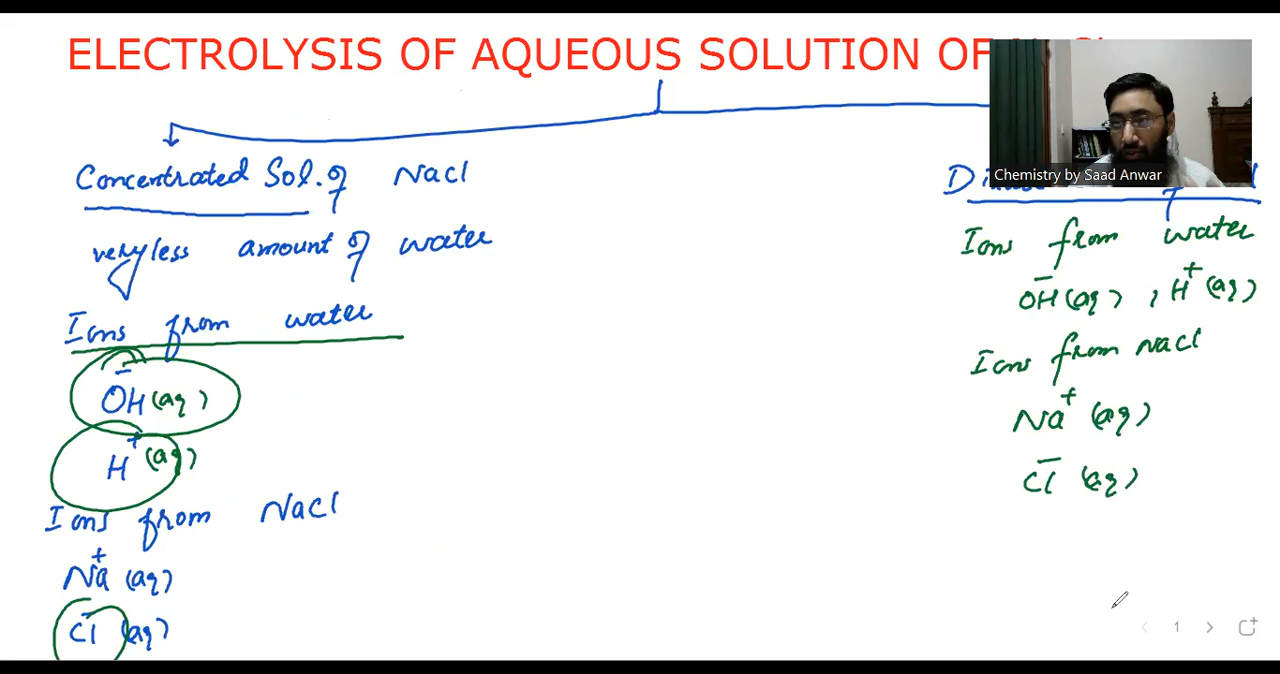 ELECTROLYSIS OF AQUEOUS SOLUTION OF
Concentrated Sol. of Nacl
very less amount of water
Ions from water
OH⁻ (aq)
H⁺ (aq)
Ions from Nacl
Na⁺ (aq)
Cl⁻ (aq)
Chemistry by Saad Anwar
Ions from water
OH⁻ (aq) , H⁺ (aq)
Ions from Nacl
Na⁺ (aq)
Cl⁻ (aq)
1